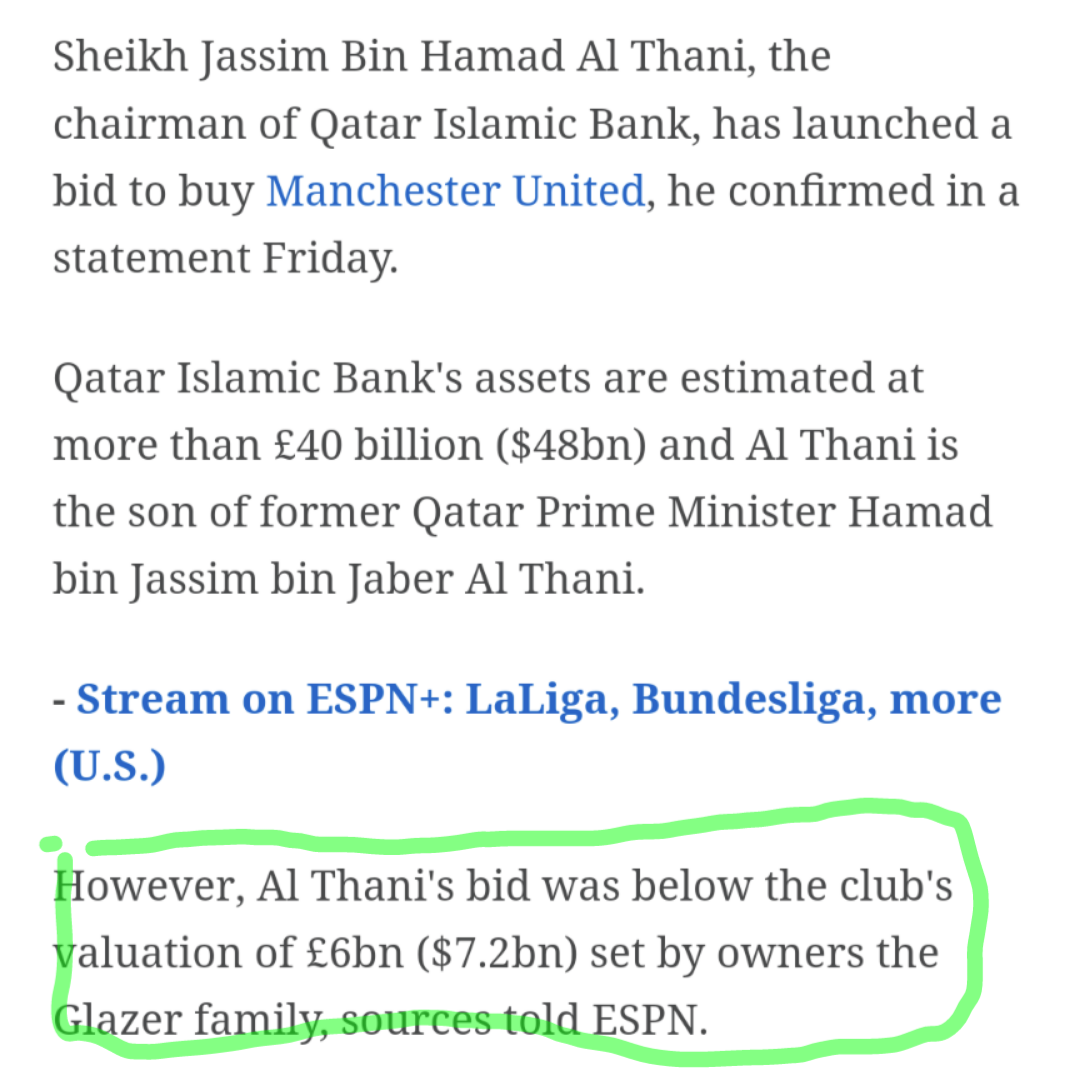 Sheikh Jassim Bin Hamad Al Thani, the
chairman of Qatar Islamic Bank, has launched a
bid to buy Manchester United, he confirmed in a
statement Friday.
Qatar Islamic Bank's assets are estimated at
more than £40 billion ($48bn) and Al Thani is
the son of former Qatar Prime Minister Hamad
bin Jassim bin Jaber Al Thani.
- Stream on ESPN+: LaLiga, Bundesliga, more
(U.S.)
However, Al Thani's bid was below the club's
valuation of £6bn ($7.2bn) set by owners the
Glazer family, sources told ESPN.